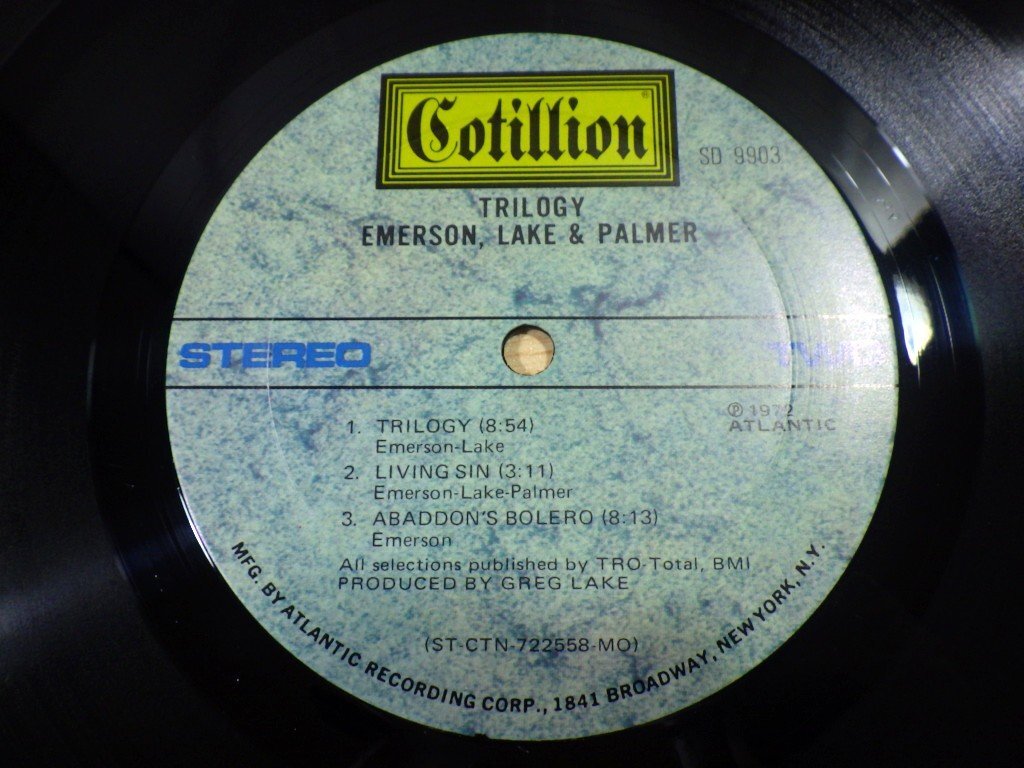 Cotillion®
SD 9903
TRILOGY
EMERSON, LAKE & PALMER
STEREO
℗ 1972
ATLANTIC
1. TRILOGY (8:54)
Emerson-Lake
2. LIVING SIN (3:11)
Emerson-Lake-Palmer
3. ABADDON'S BOLERO (8:13)
Emerson
All selections published by TRO-Total, BMI
PRODUCED BY GREG LAKE
(ST-CTN-722558-MO)
MFG. BY ATLANTIC RECORDING CORP., 1841 BROADWAY, NEW YORK, N.Y.